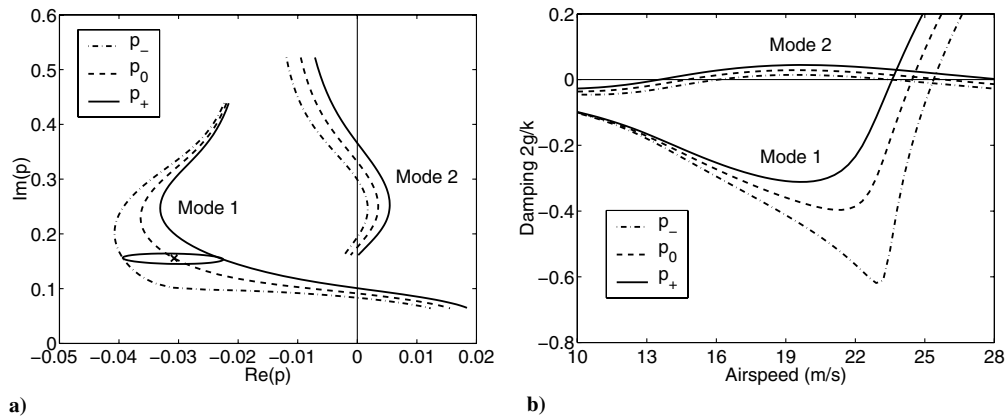 0.6
0.5
0.4
0.3
0.2
0.1
0
Im(p)
p_
p0
p+
Mode 1
Mode 2
−0.05 −0.04 −0.03 −0.02 −0.01 0 0.01 0.02
Re(p)
a)
0.2
0
−0.2
−0.4
−0.6
−0.8
Damping 2g/k
Mode 2
Mode 1
p_
p0
p+
10 13 16 19 22 25 28
Airspeed (m/s)
b)